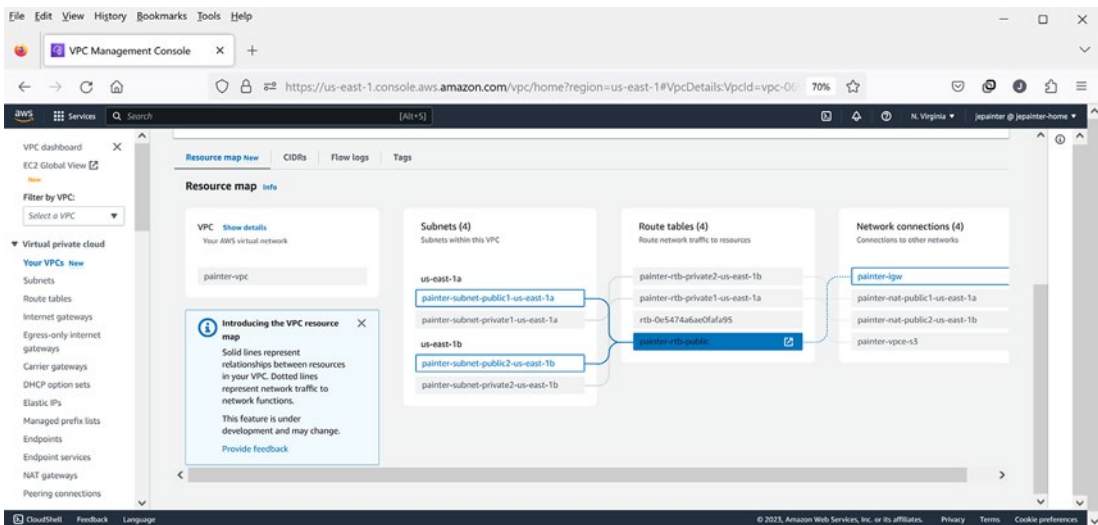 File Edit View History Bookmarks Tools Help
VPC Management Console
https://us-east-1.console.aws.amazon.com/vpc/home?region=us-east-1#VpcDetails:VpcId=vpc-06 70%
aws Services Search [Alt+S] N. Virginia jepainter @ jepainter-home
VPC dashboard
EC2 Global View
New
Filter by VPC:
Select a VPC
Virtual private cloud
Your VPCs New
Subnets
Route tables
Internet gateways
Egress-only internet
gateways
Carrier gateways
DHCP option sets
Elastic IPs
Managed prefix lists
Endpoints
Endpoint services
NAT gateways
Peering connections
Resource map New CIDRs Flow logs Tags
Resource map Info
VPC Show details
Your AWS virtual network
painter-vpc
Introducing the VPC resource
map
Solid lines represent
relationships between resources
in your VPC. Dotted lines
represent network traffic to
network functions.
This feature is under
development and may change.
Provide feedback
Subnets (4)
Subnets within this VPC
us-east-1a
painter-subnet-public1-us-east-1a
painter-subnet-private1-us-east-1a
us-east-1b
painter-subnet-public2-us-east-1b
painter-subnet-private2-us-east-1b
Route tables (4)
Route network traffic to resources
painter-rtb-private2-us-east-1b
painter-rtb-private1-us-east-1a
rtb-0e5474a6ae0fafa95
painter-rtb-public
Network connections (4)
Connections to other networks
painter-igw
painter-nat-public1-us-east-1a
painter-nat-public2-us-east-1b
painter-vpce-s3
CloudShell Feedback Language © 2023, Amazon Web Services, Inc. or its affiliates. Privacy Terms Cookie preferences